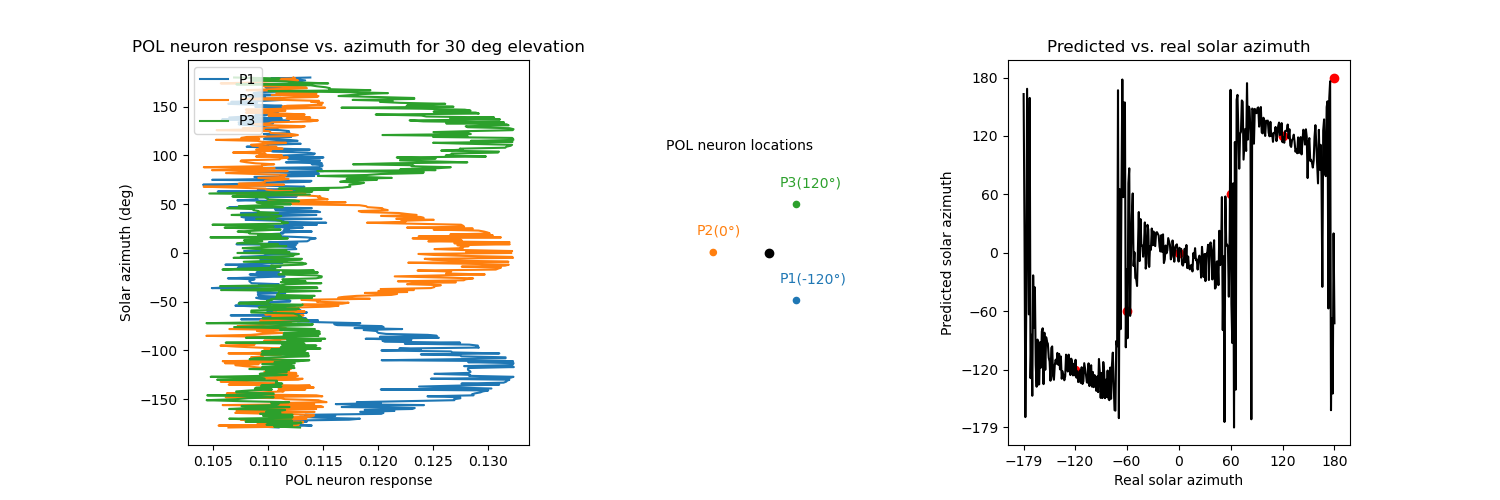 POL neuron response vs. azimuth for 30 deg elevation
P1
P2
P3
150
100
50
0
−50
−100
−150
Solar azimuth (deg)
0.105 0.110 0.115 0.120 0.125 0.130
POL neuron response
POL neuron locations
P3(120°)
P2(0°)
P1(-120°)
Predicted vs. real solar azimuth
180
120
60
0
−60
−120
−179
Predicted solar azimuth
−179 −120 −60 0 60 120 180
Real solar azimuth